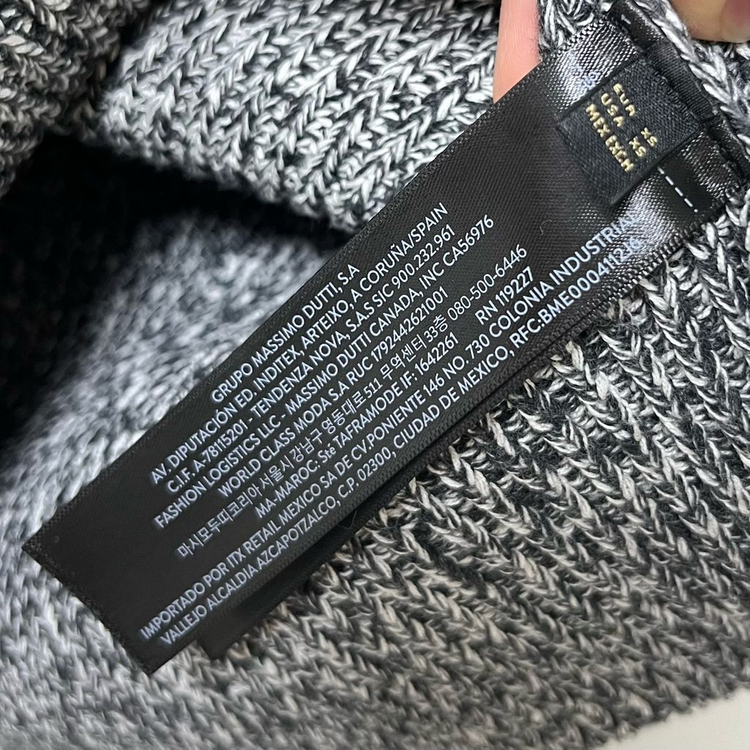 EUR XS
USA XS
MEX
GRUPO MASSIMO DUTTI, S.A
AV. DIPUTACIÓN ED. INDITEX, ARTEIXO, A CORUÑA/SPAIN
C.I.F. A-78115201 · TENDENZA NOVA, S.A.S SIC 900.232.961
FASHION LOGISTICS LLC. MASSIMO DUTTI CANADA, INC CA56976
WORLD CLASS MODA S.A RUC 1792442621001
마시모두띠코리아 서울시 강남구 영동대로511 무역센터 33층 080-500-6446
MA-MAROC: Sté TAFRAMODE IF: 1642261 RN 119227
IMPORTADO POR ITX RETAIL MEXICO SA DE CV. PONIENTE 146 NO. 730 COLONIA INDUSTRIAL
VALLEJO ALCALDIA AZCAPOTZALCO, C.P. 02300, CIUDAD DE MEXICO, RFC:BME000411